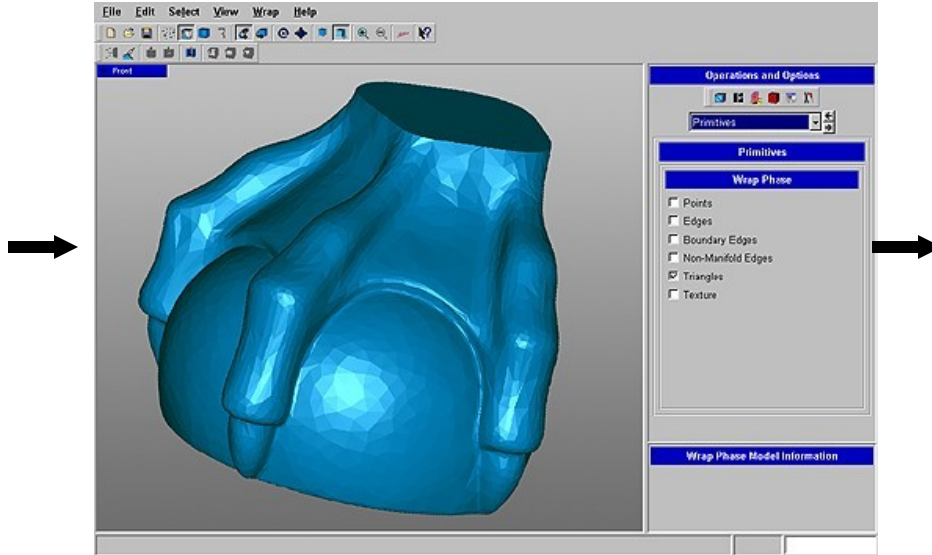 File Edit Select View Wrap Help
Front
Operations and Options
Primitives
Primitives
Wrap Phase
Points
Edges
Boundary Edges
Non-Manifold Edges
Triangles
Texture
Wrap Phase Model Information